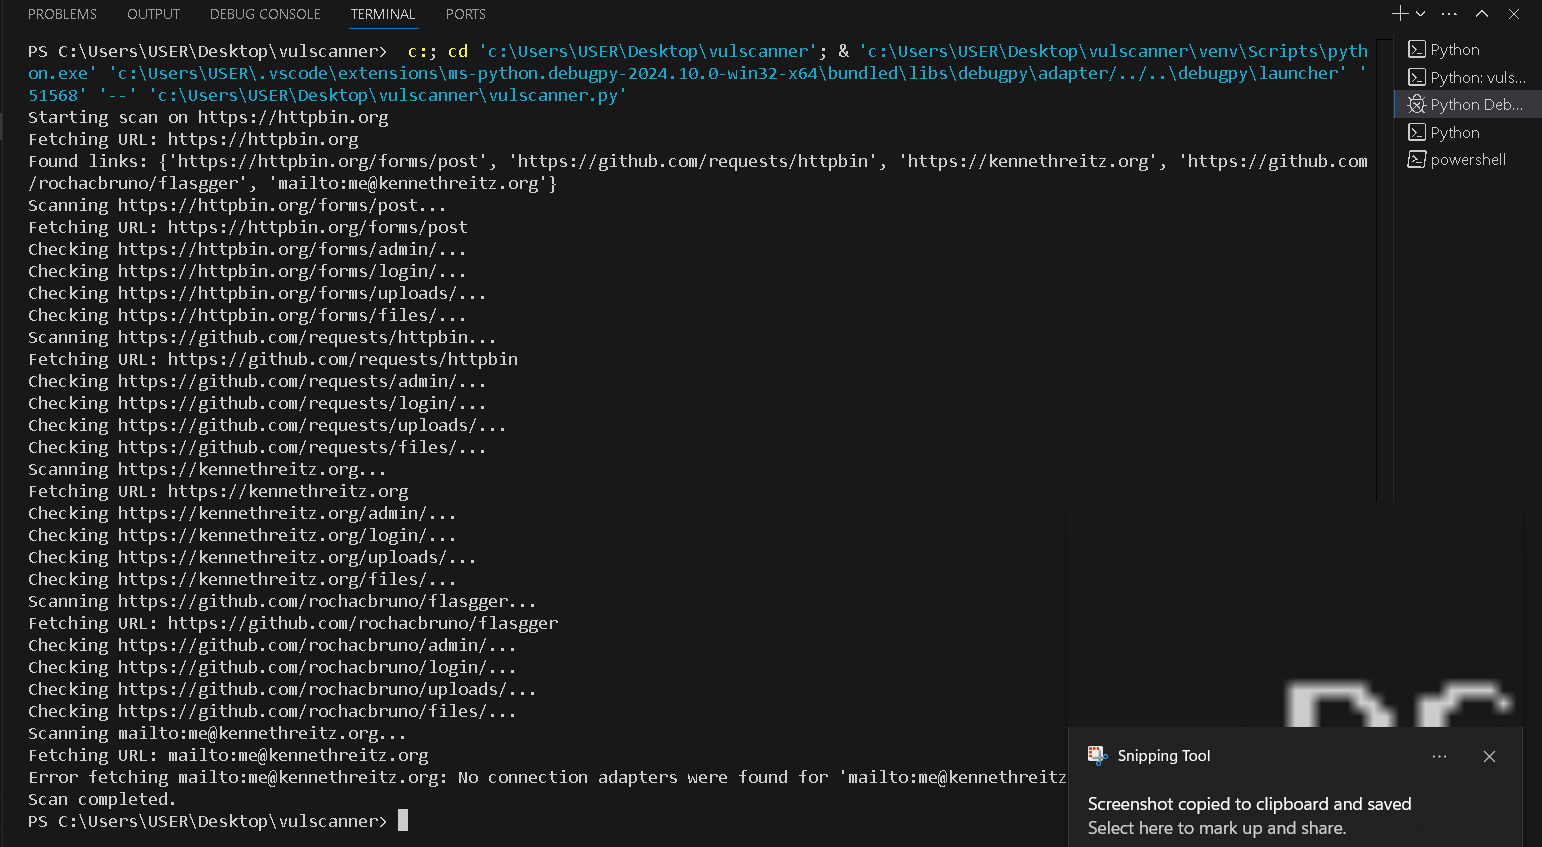 PROBLEMS OUTPUT DEBUG CONSOLE TERMINAL PORTS
PS C:\Users\USER\Desktop\vulscanner>  c:; cd 'c:\Users\USER\Desktop\vulscanner'; & 'c:\Users\USER\Desktop\vulscanner\venv\Scripts\pyth
on.exe' 'c:\Users\USER\.vscode\extensions\ms-python.debugpy-2024.10.0-win32-x64\bundled\libs\debugpy\adapter/../..\debugpy\launcher' '
51568' '--' 'c:\Users\USER\Desktop\vulscanner\vulscanner.py'
Starting scan on https://httpbin.org
Fetching URL: https://httpbin.org
Found links: {'https://httpbin.org/forms/post', 'https://github.com/requests/httpbin', 'https://kennethreitz.org', 'https://github.com
/rochacbruno/flasgger', 'mailto:me@kennethreitz.org'}
Scanning https://httpbin.org/forms/post...
Fetching URL: https://httpbin.org/forms/post
Checking https://httpbin.org/forms/admin/...
Checking https://httpbin.org/forms/login/...
Checking https://httpbin.org/forms/uploads/...
Checking https://httpbin.org/forms/files/...
Scanning https://github.com/requests/httpbin...
Fetching URL: https://github.com/requests/httpbin
Checking https://github.com/requests/admin/...
Checking https://github.com/requests/login/...
Checking https://github.com/requests/uploads/...
Checking https://github.com/requests/files/...
Scanning https://kennethreitz.org...
Fetching URL: https://kennethreitz.org
Checking https://kennethreitz.org/admin/...
Checking https://kennethreitz.org/login/...
Checking https://kennethreitz.org/uploads/...
Checking https://kennethreitz.org/files/...
Scanning https://github.com/rochacbruno/flasgger...
Fetching URL: https://github.com/rochacbruno/flasgger
Checking https://github.com/rochacbruno/admin/...
Checking https://github.com/rochacbruno/login/...
Checking https://github.com/rochacbruno/uploads/...
Checking https://github.com/rochacbruno/files/...
Scanning mailto:me@kennethreitz.org...
Fetching URL: mailto:me@kennethreitz.org
Error fetching mailto:me@kennethreitz.org: No connection adapters were found for 'mailto:me@kennethreitz
Scan completed.
PS C:\Users\USER\Desktop\vulscanner>
Python
Python: vuls...
Python Deb...
Python
powershell
Snipping Tool
Screenshot copied to clipboard and saved
Select here to mark up and share.